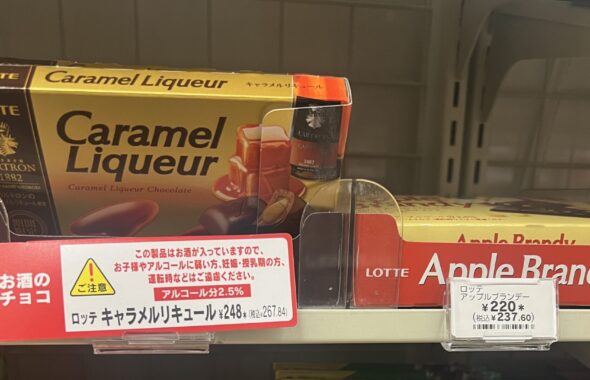 Caramel Liqueur キャラメルリキュール
Caramel
Liqueur
Caramel Liqueur Chocolate
1882
お酒の
チョコ
ご注意
この製品はお酒が入っていますので、
お子様やアルコールに弱い方、妊娠・授乳期の方、
運転時などはご遠慮ください。
アルコール分2.5%
ロッテ キャラメルリキュール ¥248* (税込¥267.84)
Apple Brandy
LOTTE Apple Bran
ロッテ
アップルブランデー
¥220*
(税込¥237.60)